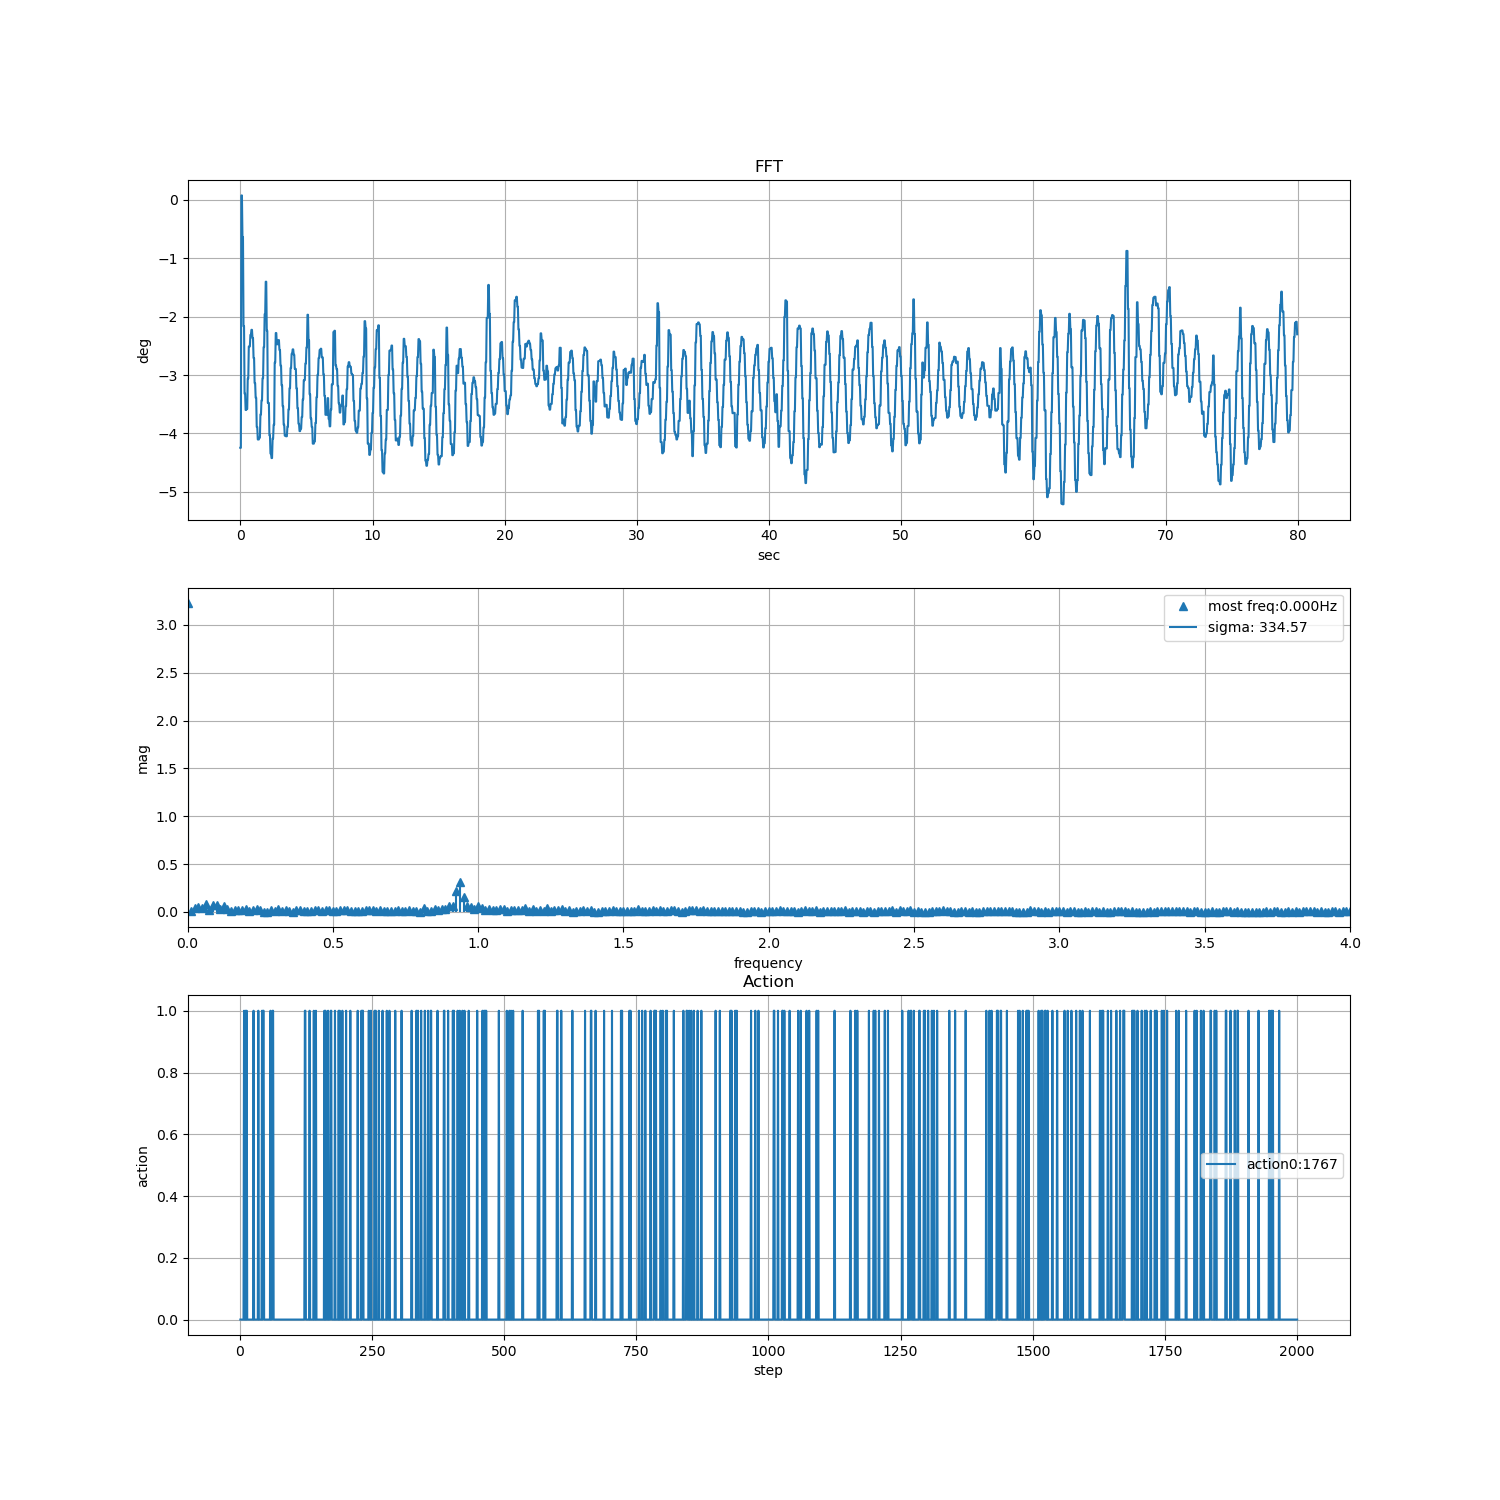 FFT
0
−1
−2
−3
−4
−5
deg
0 10 20 30 40 50 60 70 80
sec
most freq:0.000Hz
sigma: 334.57
3.0
2.5
2.0
1.5
1.0
0.5
0.0
mag
0.0 0.5 1.0 1.5 2.0 2.5 3.0 3.5 4.0
frequency
Action
1.0
0.8
0.6
0.4
0.2
0.0
action
action0:1767
0 250 500 750 1000 1250 1500 1750 2000
step